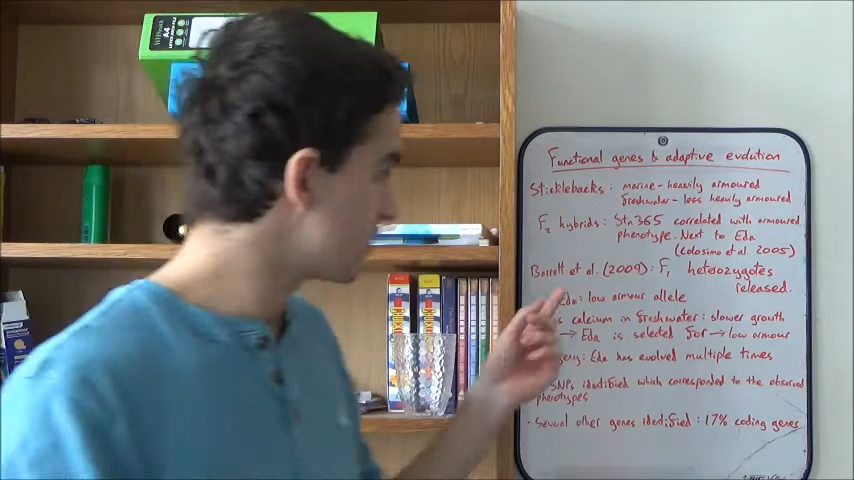 Functional genes & adaptive evolution
Sticklebacks: marine - heavily armoured
freshwater - less heavily armoured
F2 hybrids: Stn365 correlated with armoured
phenotype. Next to Eda
(Colosimo et al. 2005)
Barrett et al. (2009): F1 heterozygotes
released.
Eda: low armour allele
calcium in freshwater: slower growth
→ Eda is selected for → low armour
: Eda has evolved multiple times
SNPs identified which corresponded to the observed
phenotypes
· Several other genes identified: 17% coding genes
WHSmith
A4